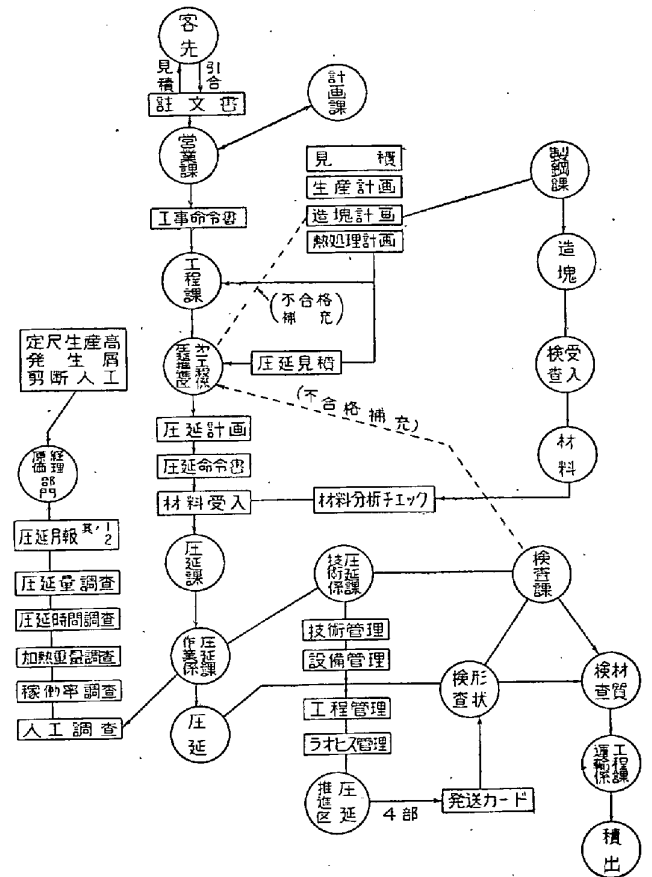 客先
見積
引合
註文書
計画課
営業課
見積
生産計画
造塊計画
熱処理計画
製鋼課
工事命令書
工程課
造塊
(不合格
補充)
定尺生産高
発生屑
剪断人工
圧延見積
受入
検査
(不合格補充)
圧延計画
材料
経理
原価
部門
圧延命令書
材料受入
材料分析チエック
圧延月報 其ノ1/2
圧延課
圧延課
技術係
検査課
圧延量調査
技術管理
圧延時間調査
設備管理
圧延課
作業係
加熱重量調査
形状
検査
材質
検査
稼働率調査
工程管理
人工調査
圧延
ラオヒス管理
工程課
運輸係
圧延
推進区
4部
発送カード
積出